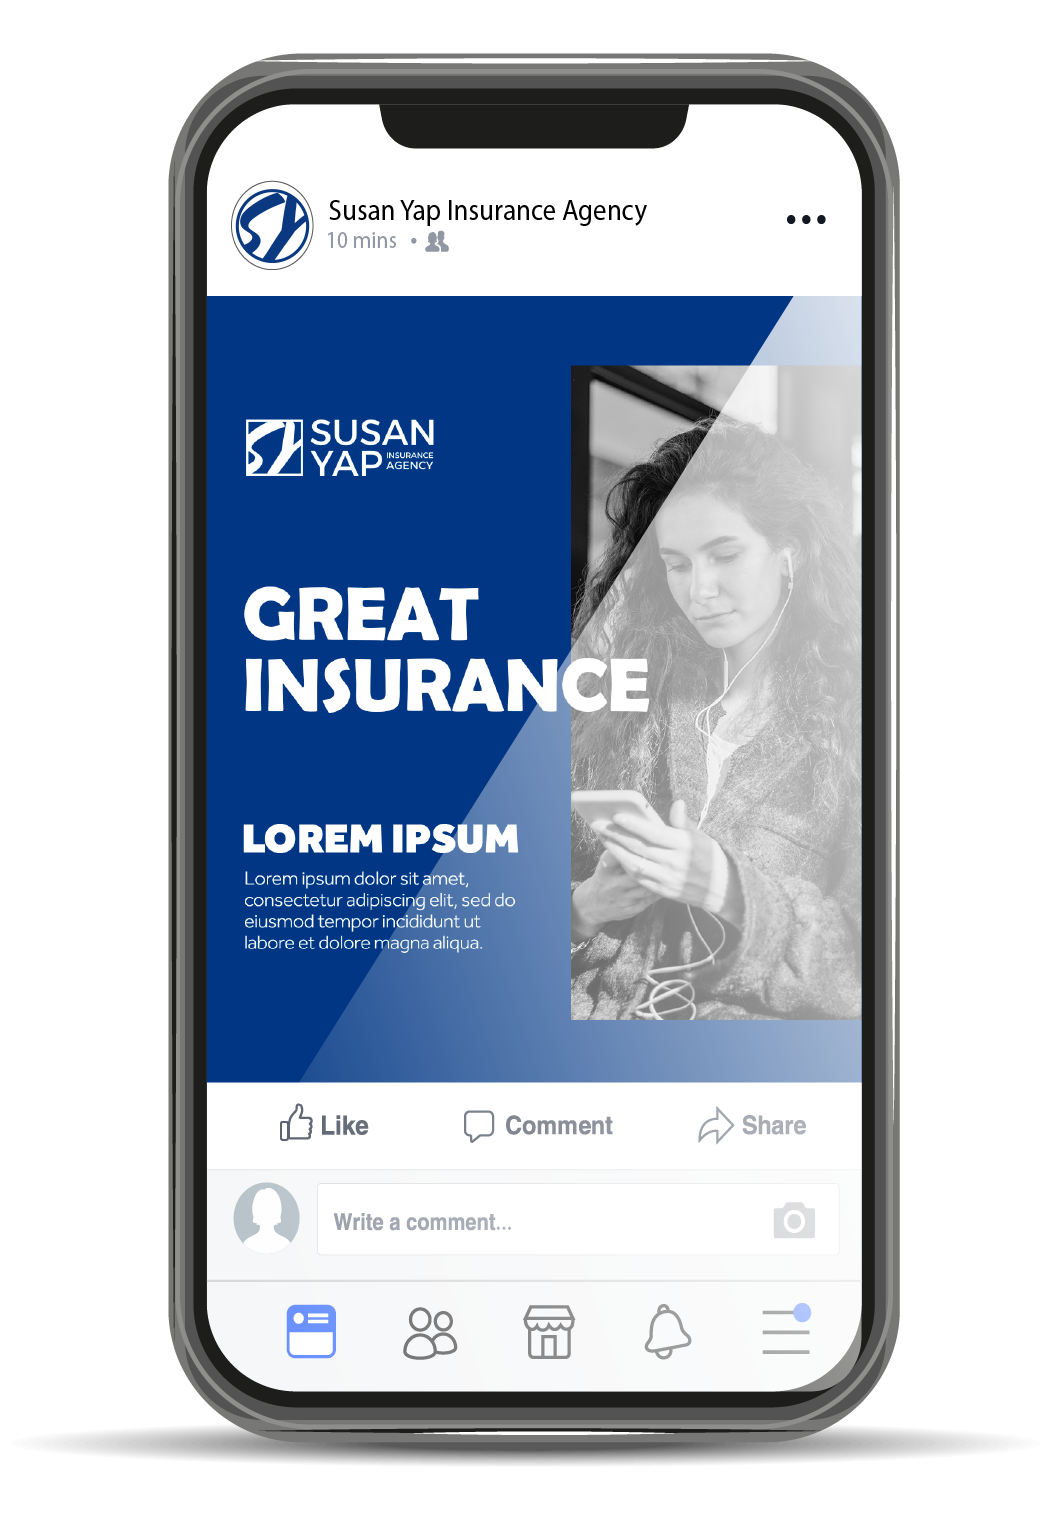 Susan Yap Insurance Agency
10 mins
SUSAN
YAP INSURANCE AGENCY
GREAT
INSURANCE
LOREM IPSUM
Lorem ipsum dolor sit amet,
consectetur adipiscing elit, sed do
eiusmod tempor incididunt ut
labore et dolore magna aliqua.
Like Comment Share
Write a comment...